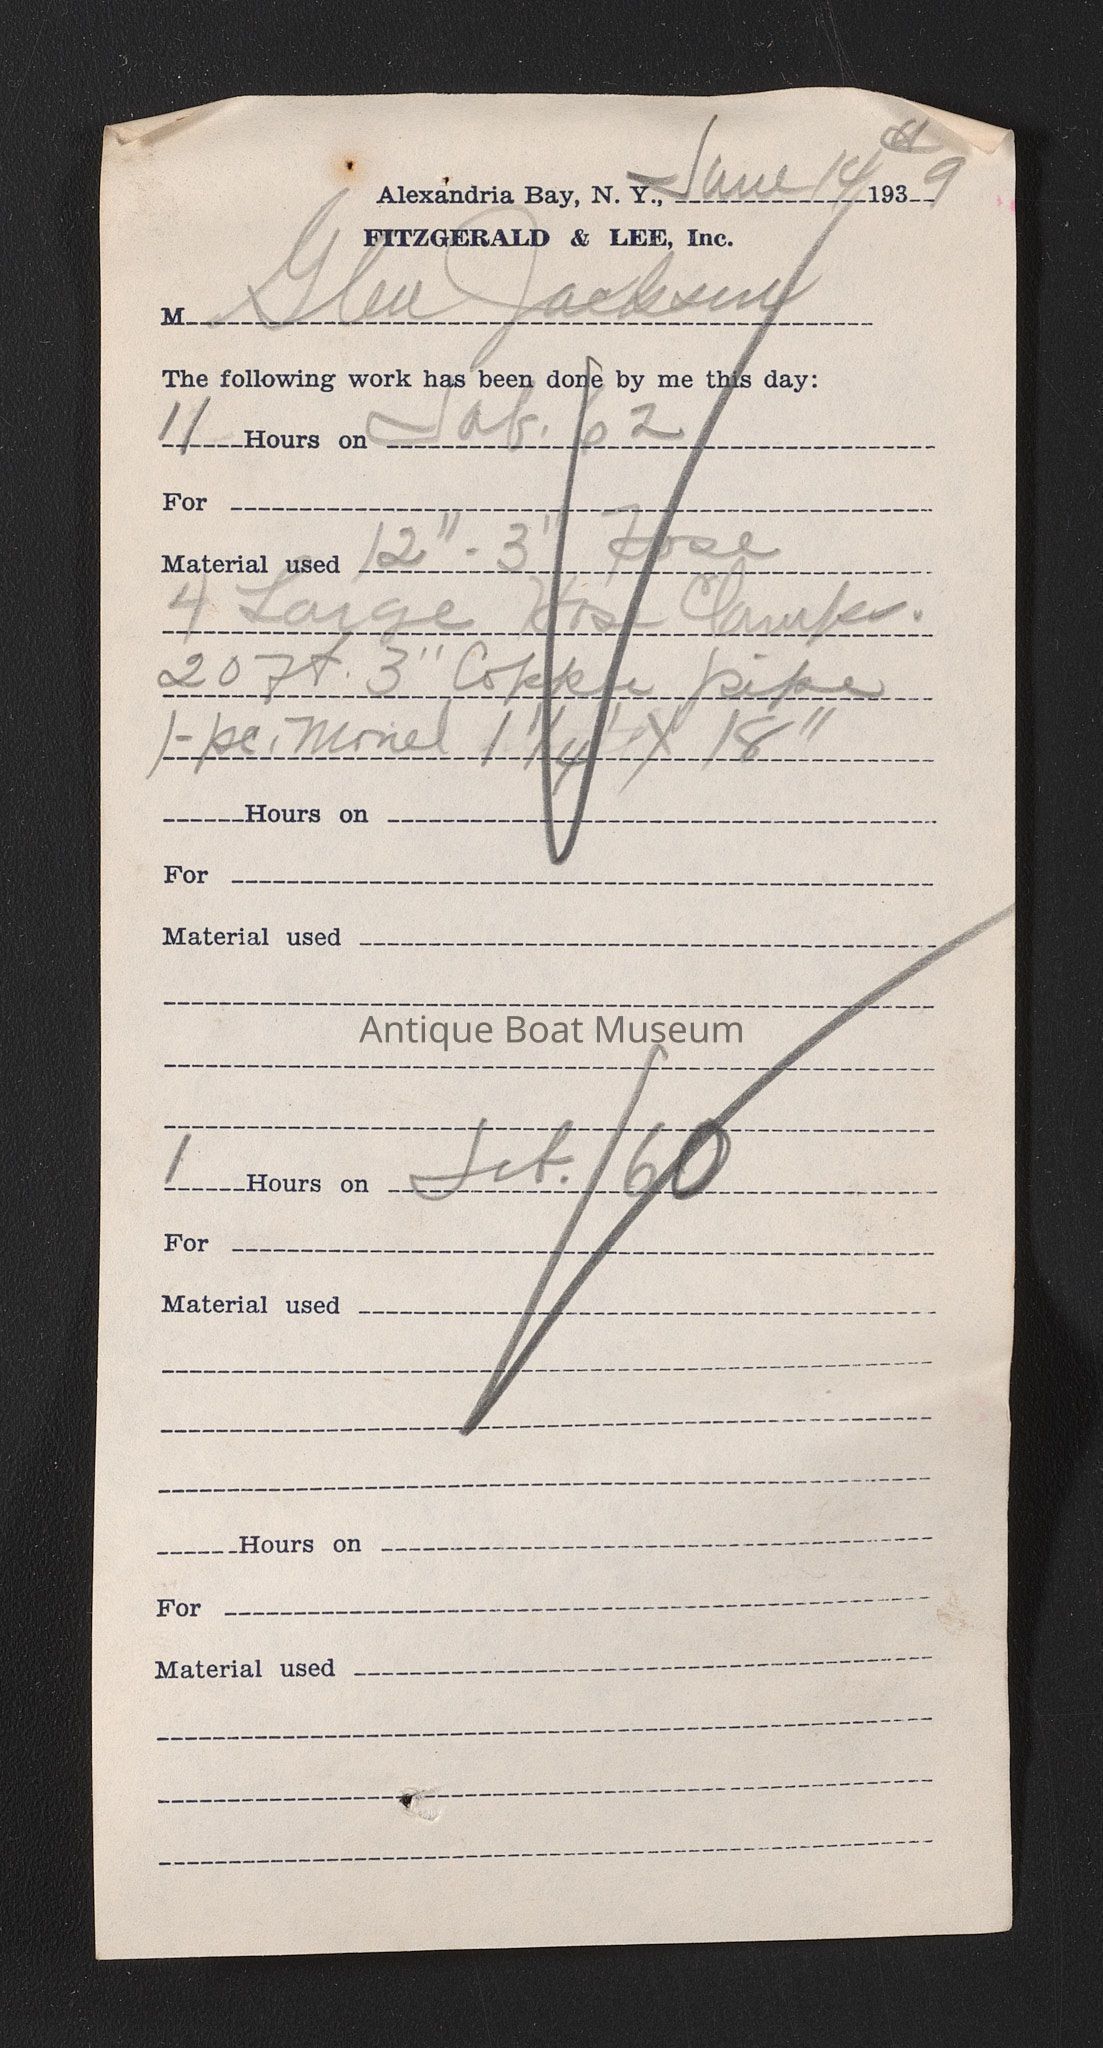 Alexandria Bay, N. Y., June 14th 1939
FITZGERALD & LEE, Inc.
M Glen Jackson
The following work has been done by me this day:
11 Hours on Job. 62
For
Material used 12" - 3" Hose
4 Large Hose Clamps.
20 ft. 3" Copper pipe
1-pc. Monel 1 1/4" X 18"
Hours on
For
Material used
Antique Boat Museum
1 Hours on Job. 60
For
Material used
Hours on
For
Material used